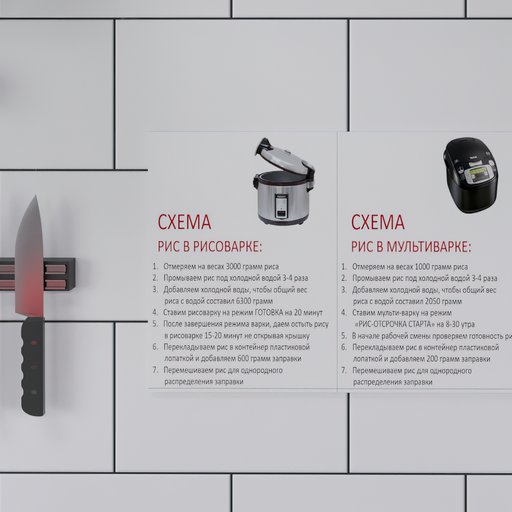 СХЕМА
РИС В РИСОВАРКЕ:
1. Отмеряем на весах 3000 грамм риса
2. Промываем рис под холодной водой 3-4 раза
3. Добавляем холодной воды, чтобы общий вес
риса с водой составил 6300 грамм
4. Ставим рисоварку на режим ГОТОВКА на 20 минут
5. После завершения режима варки, даем остыть рису
в рисоварке 15-20 минут не открывая крышку
6. Перекладываем рис в контейнер пластиковой
лопаткой и добавляем 600 грамм заправки
7. Перемешиваем рис для однородного
распределения заправки
СХЕМА
РИС В МУЛЬТИВАРКЕ:
1. Отмеряем на весах 1000 грамм риса
2. Промываем рис под холодной водой 3-4 раза
3. Добавляем холодной воды, чтобы общий вес
риса с водой составил 2050 грамм
4. Ставим мульти-варку на режим
«РИС-ОТСРОЧКА СТАРТА» на 8-30 утра
5. В начале рабочей смены проверяем готовность
6. Перекладываем рис в контейнер пластиковой
лопаткой и добавляем 200 грамм заправки
7. Перемешиваем рис для однородного
распределения заправки